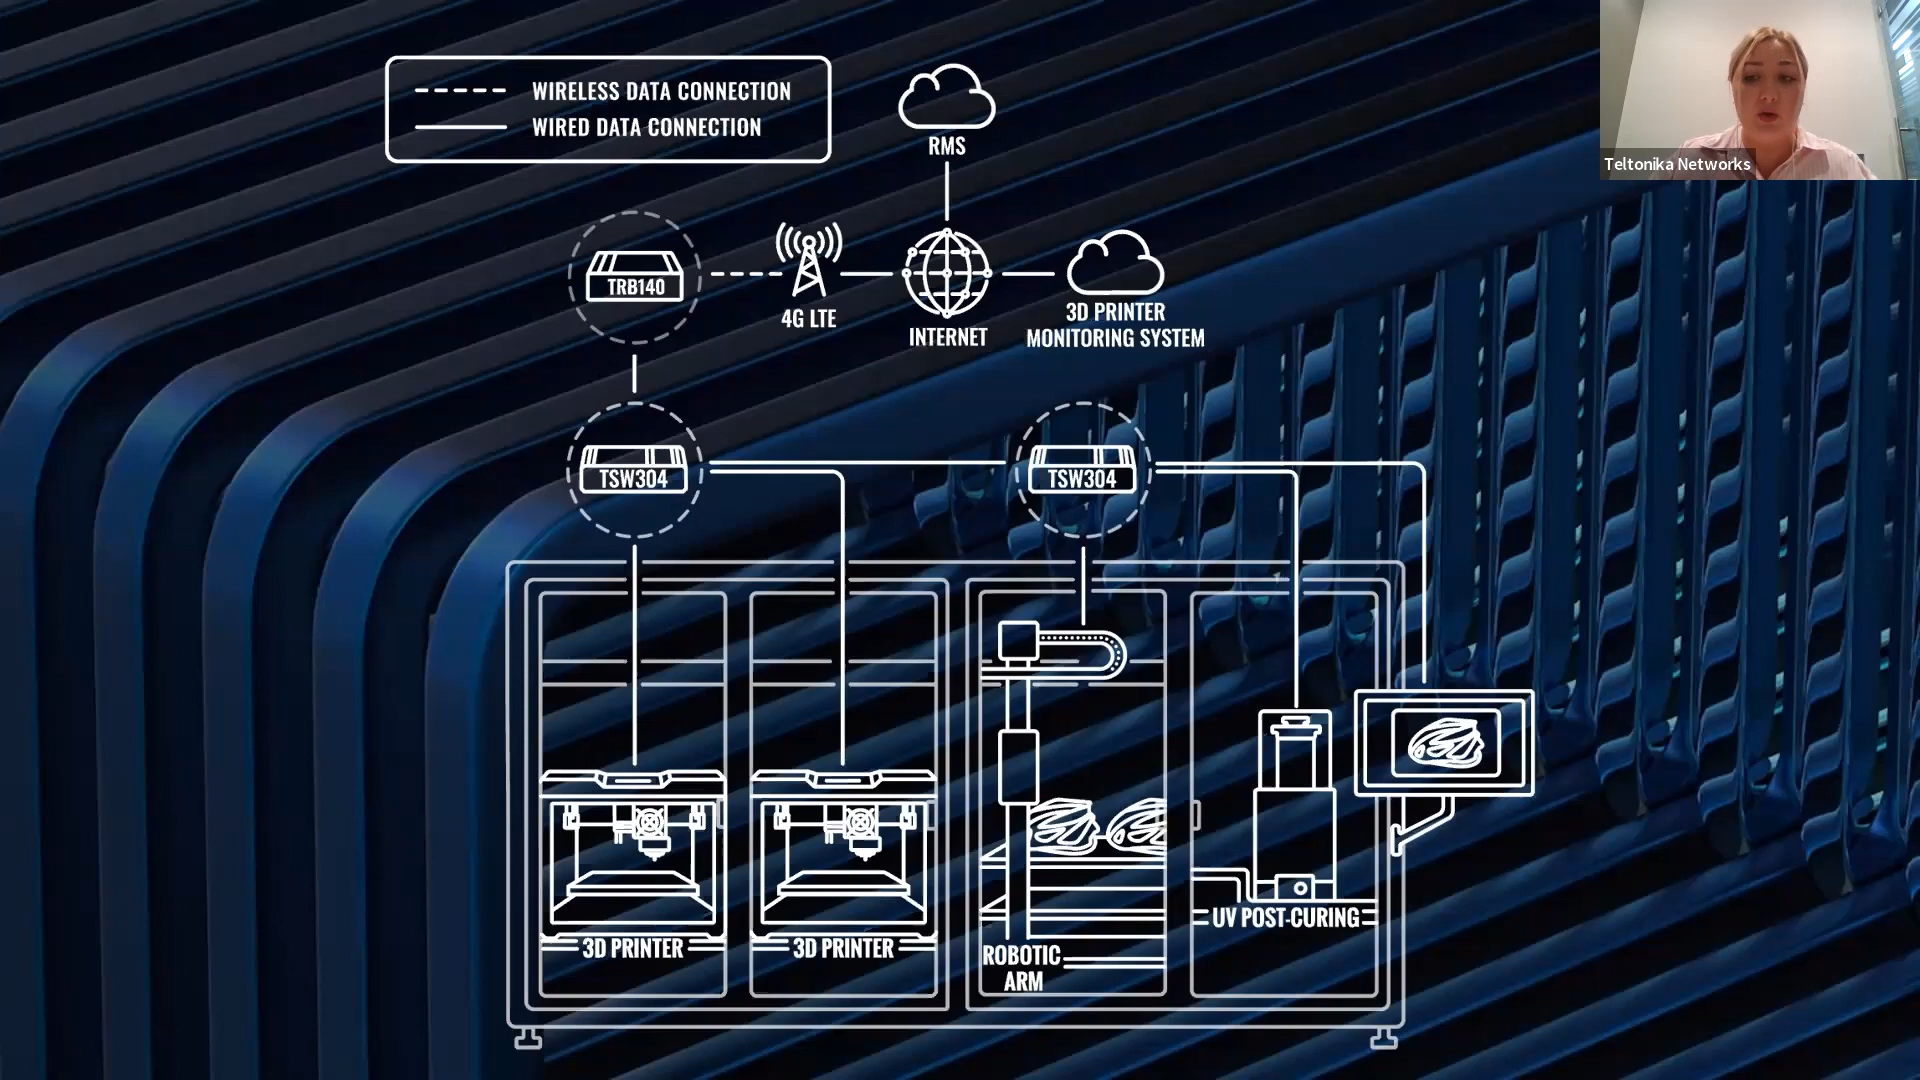 WIRELESS DATA CONNECTION
WIRED DATA CONNECTION
RMS
Teltonika Networks
TRB140
4G LTE
INTERNET
3D PRINTER
MONITORING SYSTEM
TSW304
TSW304
3D PRINTER
3D PRINTER
ROBOTIC
ARM
UV POST-CURING